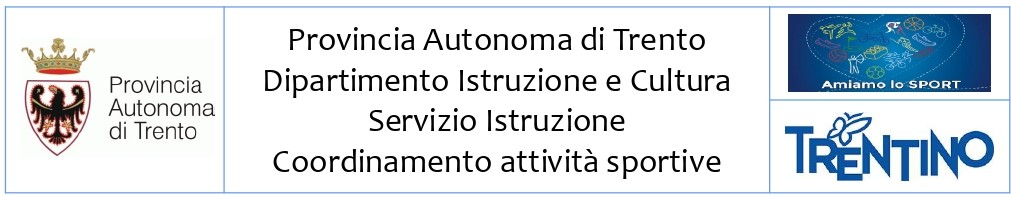 Provincia
Autonoma
di Trento
Provincia Autonoma di Trento
Dipartimento Istruzione e Cultura
Servizio Istruzione
Coordinamento attività sportive
Amiamo lo SPORT
TRENTINO